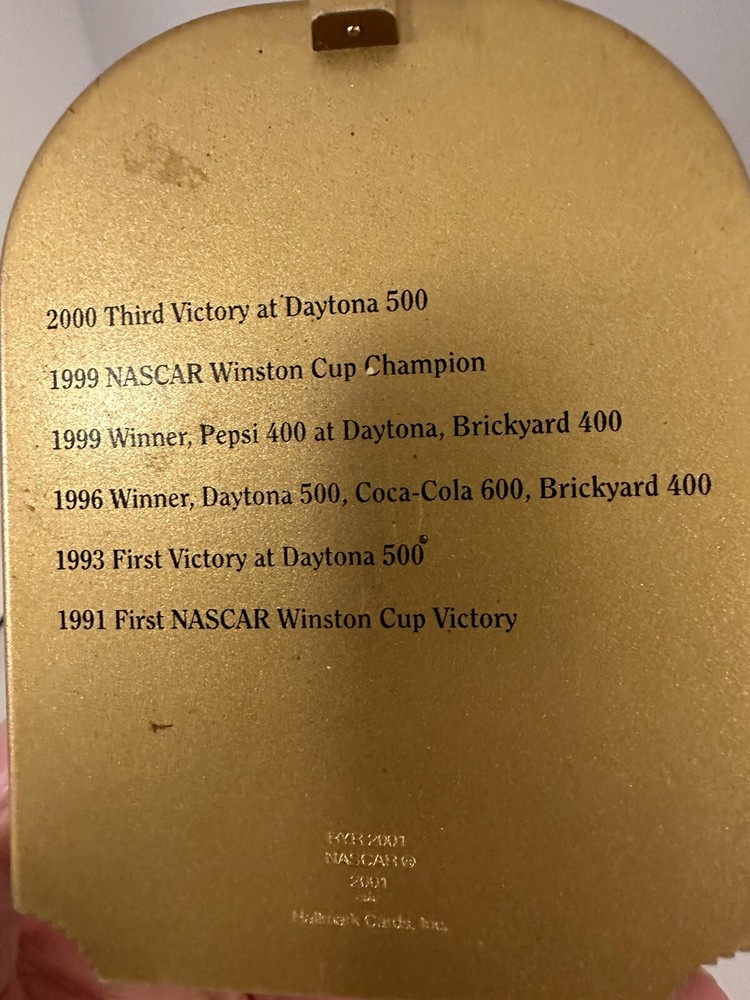 2000 Third Victory at Daytona 500
1999 NASCAR Winston Cup Champion
1999 Winner, Pepsi 400 at Daytona, Brickyard 400
1996 Winner, Daytona 500, Coca-Cola 600, Brickyard 400
1993 First Victory at Daytona 500
1991 First NASCAR Winston Cup Victory
RYR 2001
NASCAR ®
2001
Hallmark Cards, Inc.